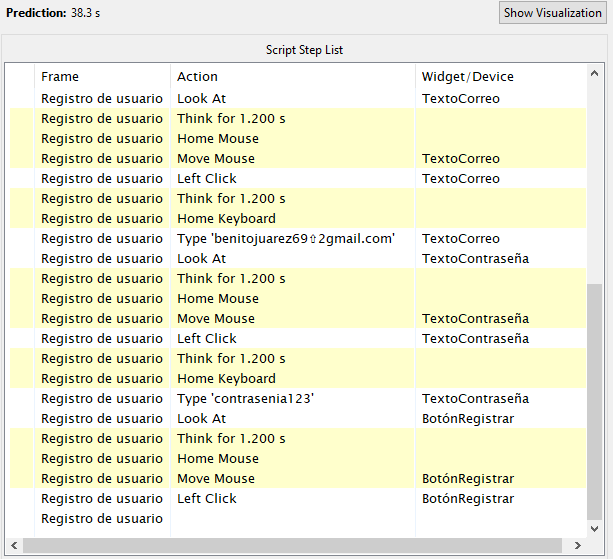 Prediction: 38.3 s Show Visualization
Script Step List
Frame Action Widget/Device
Registro de usuario Look At TextoCorreo
Registro de usuario Think for 1.200 s
Registro de usuario Home Mouse
Registro de usuario Move Mouse TextoCorreo
Registro de usuario Left Click TextoCorreo
Registro de usuario Think for 1.200 s
Registro de usuario Home Keyboard
Registro de usuario Type 'benitojuarez69⇧2gmail.com' TextoCorreo
Registro de usuario Look At TextoContraseña
Registro de usuario Think for 1.200 s
Registro de usuario Home Mouse
Registro de usuario Move Mouse TextoContraseña
Registro de usuario Left Click TextoContraseña
Registro de usuario Think for 1.200 s
Registro de usuario Home Keyboard
Registro de usuario Type 'contrasenia123' TextoContraseña
Registro de usuario Look At BotónRegistrar
Registro de usuario Think for 1.200 s
Registro de usuario Home Mouse
Registro de usuario Move Mouse BotónRegistrar
Registro de usuario Left Click BotónRegistrar
Registro de usuario